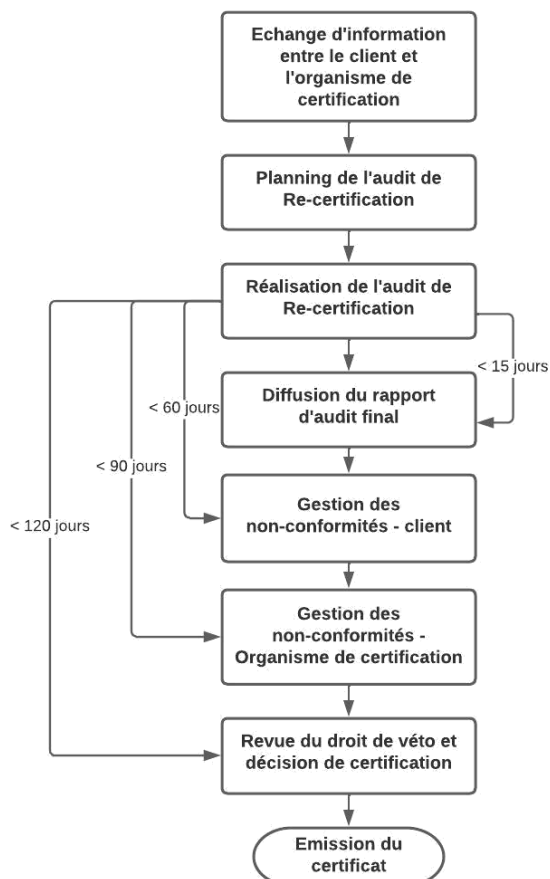 Echange d'information
entre le client et
l'organisme de
certification
Planning de l'audit de
Re-certification
Réalisation de l'audit de
Re-certification
< 15 jours
Diffusion du rapport
d'audit final
< 60 jours
< 90 jours
Gestion des
non-conformités - client
< 120 jours
Gestion des
non-conformités -
Organisme de certification
Revue du droit de véto et
décision de certification
Emission du
certificat